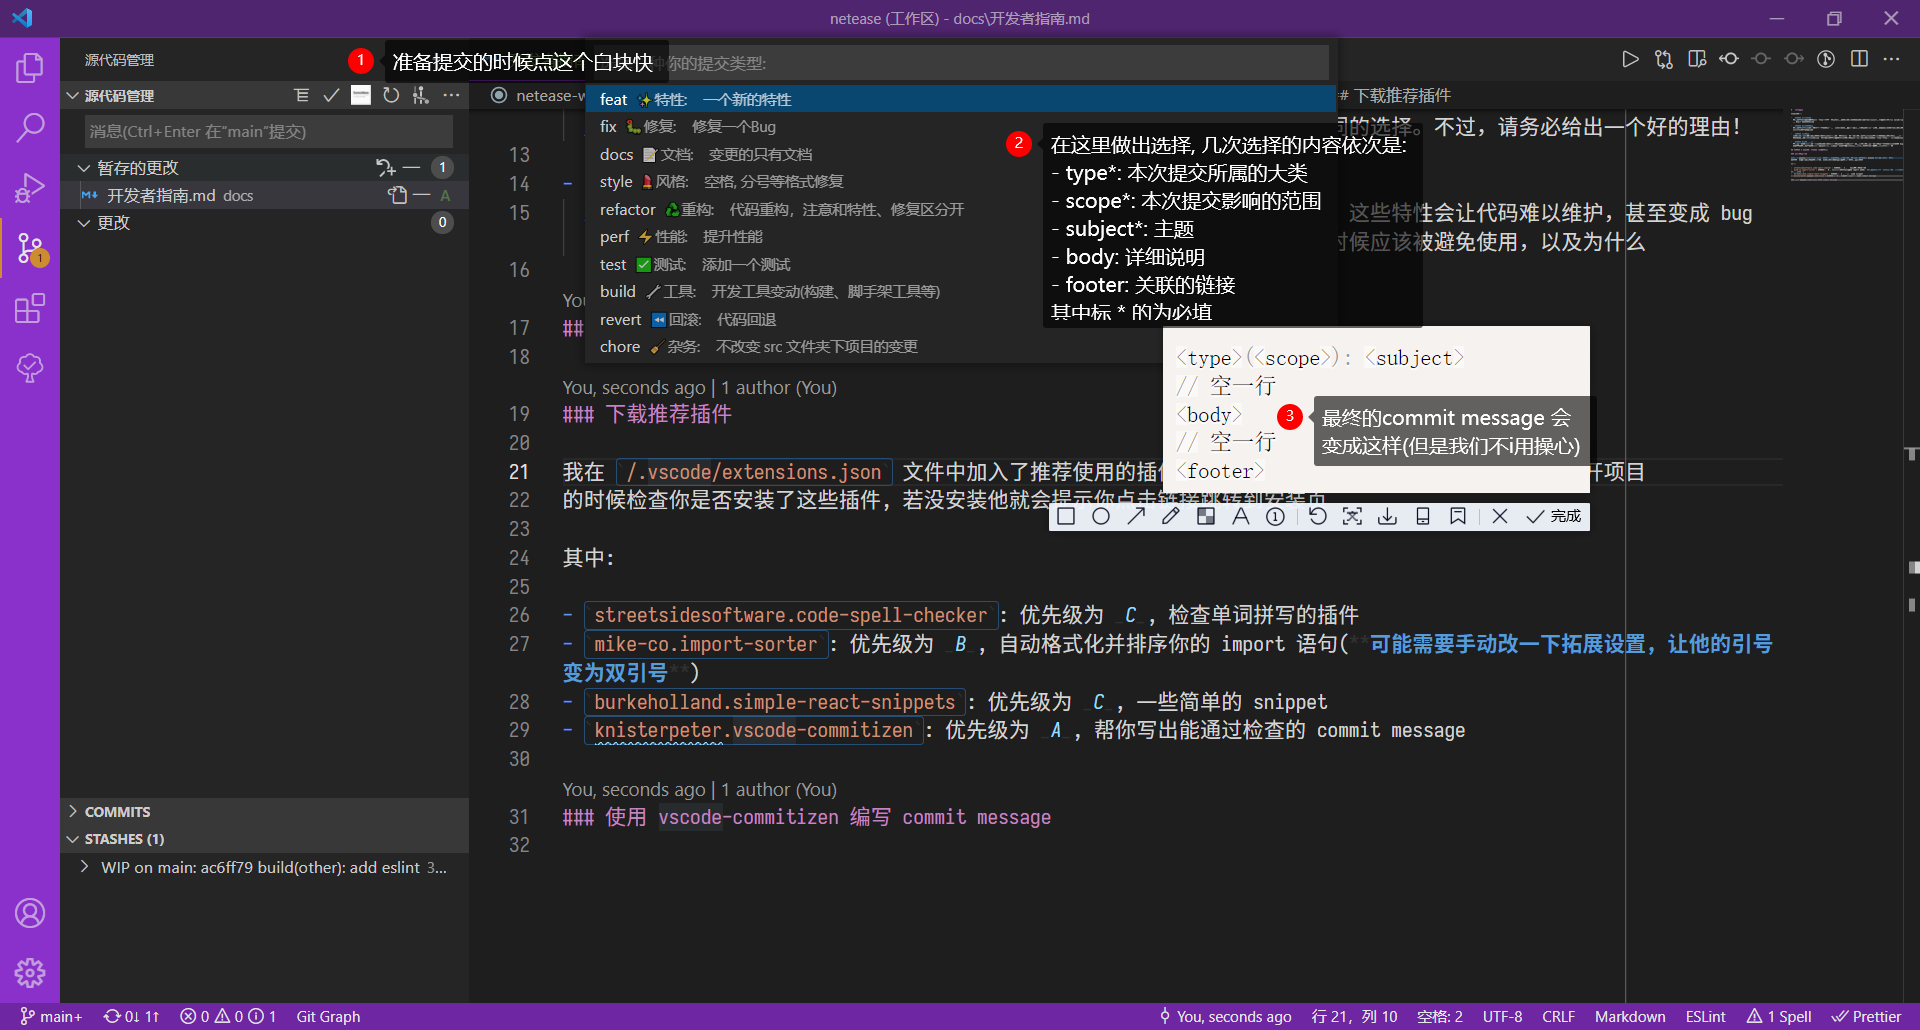 netease (工作区) - docs\开发者指南.md
源代码管理
1
准备提交的时候点这个白块快
种你的提交类型:
源代码管理
netease-w
## 下载推荐插件
消息(Ctrl+Enter 在"main"提交)
暂存的更改
1
开发者指南.md docs
A
更改
0
feat ✨特性: 一个新的特性
fix 🐛修复: 修复一个Bug
docs 📝文档: 变更的只有文档
style 💄风格: 空格, 分号等格式修复
refactor ♻️重构: 代码重构，注意和特性、修复区分开
perf ⚡️性能: 提升性能
test ✅测试: 添加一个测试
build 🔧工具: 开发工具变动(构建、脚手架工具等)
revert ⏪回滚: 代码回退
chore 杂务: 不改变 src 文件夹下项目的变更
2
在这里做出选择, 几次选择的内容依次是:
- type*: 本次提交所属的大类
- scope*: 本次提交影响的范围
- subject*: 主题
- body: 详细说明
- footer: 关联的链接
其中标 * 的为必填
的选择。不过，请务必给出一个好的理由!
13
14 -
15 这些特性会让代码难以维护，甚至变成 bug
时候应该被避免使用，以及为什么
16
You
17 ##
18
<type>(<scope>): <subject>
// 空一行
<body>
// 空一行
<footer>
3
最终的commit message 会
变成这样(但是我们不i用操心)
完成
You, seconds ago | 1 author (You)
19 ### 下载推荐插件
20
21 我在 `/.vscode/extensions.json` 文件中加入了推荐使用的插 开项目
22 的时候检查你是否安装了这些插件，若没安装他就会提示你点击链接跳转到安装页
23
24 其中:
25
26 - `streetsidesoftware.code-spell-checker`: 优先级为 _C_, 检查单词拼写的插件
27 - `mike-co.import-sorter`: 优先级为 _B_, 自动格式化并排序你的 import 语句(**可能需要手动改一下拓展设置，让他的引号
变为双引号**)
28 - `burkeholland.simple-react-snippets`: 优先级为 _C_, 一些简单的 snippet
29 - `knisterpeter.vscode-commitizen`: 优先级为 _A_, 帮你写出能通过检查的 commit message
30
You, seconds ago | 1 author (You)
31 ### 使用 vscode-commitizen 编写 commit message
32
COMMITS
STASHES (1)
WIP on main: ac6ff79 build(other): add eslint 3...
1
main+ 0↓ 1↑ 0 0 1 Git Graph
You, seconds ago 行 21, 列 10 空格: 2 UTF-8 CRLF Markdown ESLint 1 Spell Prettier